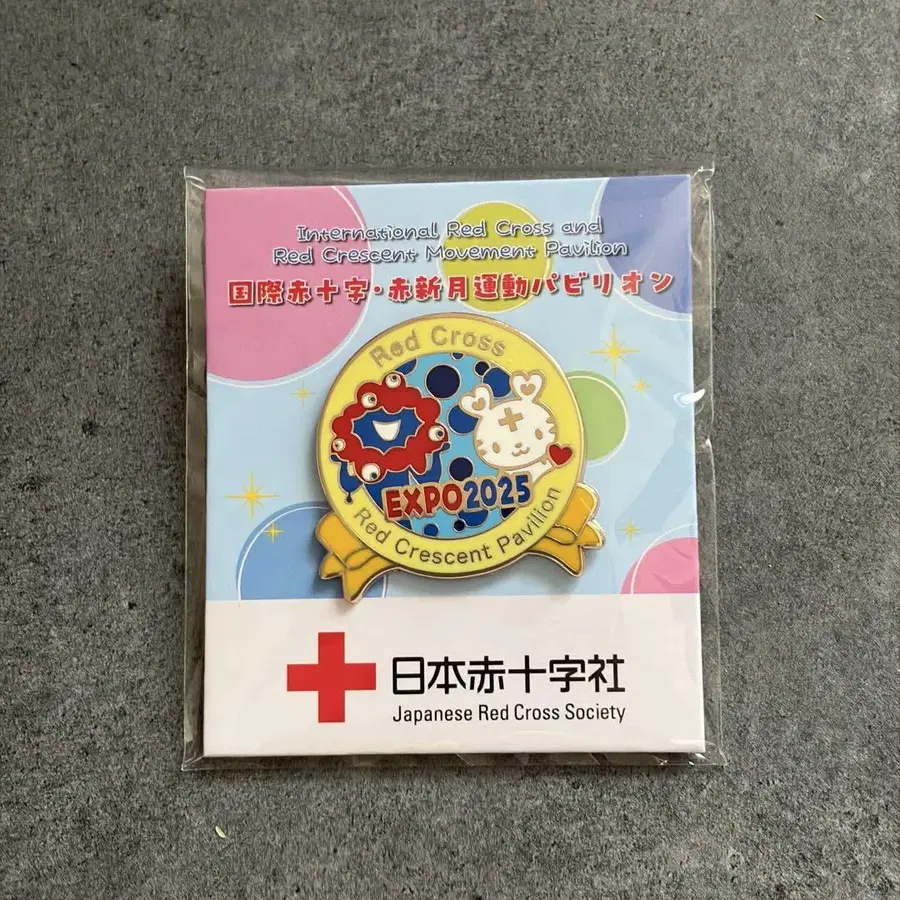 International Red Cross and
Red Crescent Movement Pavilion
国際赤十字・赤新月運動パビリオン
Red Cross
EXPO2025
Red Crescent Pavilion
日本赤十字社
Japanese Red Cross Society